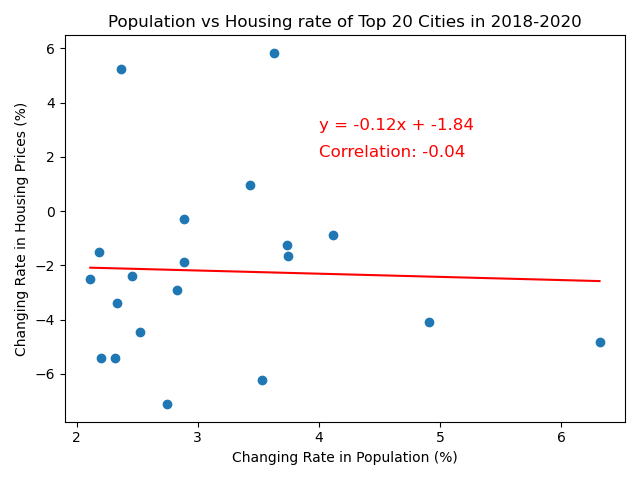 Population vs Housing rate of Top 20 Cities in 2018-2020
6
4
2
0
−2
−4
−6
Changing Rate in Housing Prices (%)
y = -0.12x + -1.84
Correlation: -0.04
2
3
4
5
6
Changing Rate in Population (%)